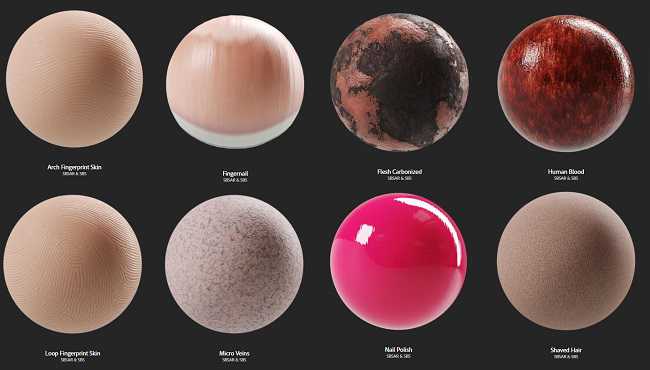 Arch Fingerprint Skin
SBSAR & SBS
Fingernail
SBSAR & SBS
Flesh Carbonized
SBSAR & SBS
Human Blood
SBSAR & SBS
Loop Fingerprint Skin
SBSAR & SBS
Micro Veins
SBSAR & SBS
Nail Polish
SBSAR & SBS
Shaved Hair
SBSAR & SBS